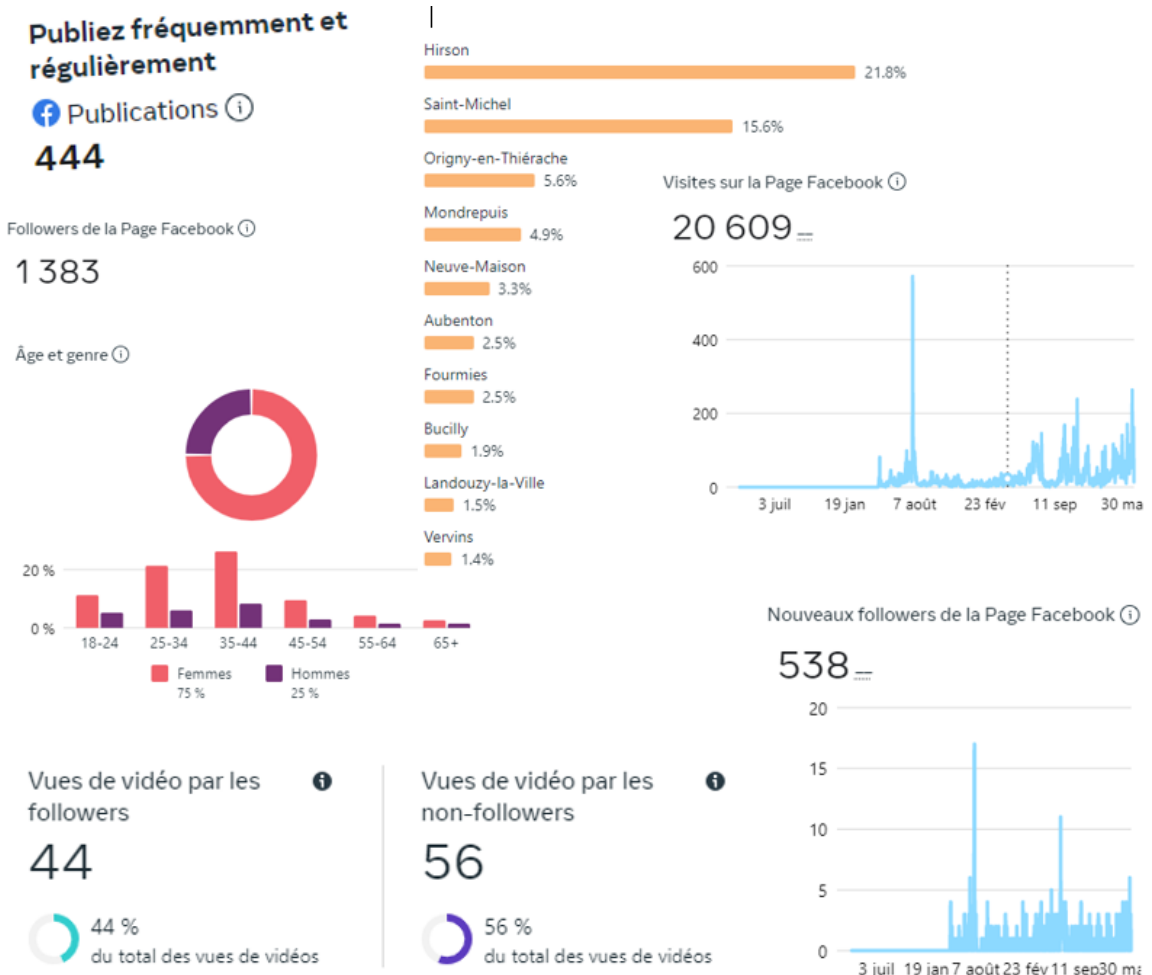 Publiez fréquemment et
régulièrement
Publications
444
Followers de la Page Facebook
1 383
Âge et genre
20 %
0 %
18-24 25-34 35-44 45-54 55-64 65+
Femmes Hommes
75 % 25 %
Hirson
21.8%
Saint-Michel
15.6%
Origny-en-Thiérache
5.6%
Mondrepuis
4.9%
Neuve-Maison
3.3%
Aubenton
2.5%
Fourmies
2.5%
Bucilly
1.9%
Landouzy-la-Ville
1.5%
Vervins
1.4%
Visites sur la Page Facebook
20 609 --
600
400
200
0
3 juil 19 jan 7 août 23 fév 11 sep 30 ma
Nouveaux followers de la Page Facebook
538 --
20
15
10
5
0
3 juil 19 jan 7 août 23 fév 11 sep 30 ma
Vues de vidéo par les
followers
44
44 %
du total des vues de vidéos
Vues de vidéo par les
non-followers
56
56 %
du total des vues de vidéos